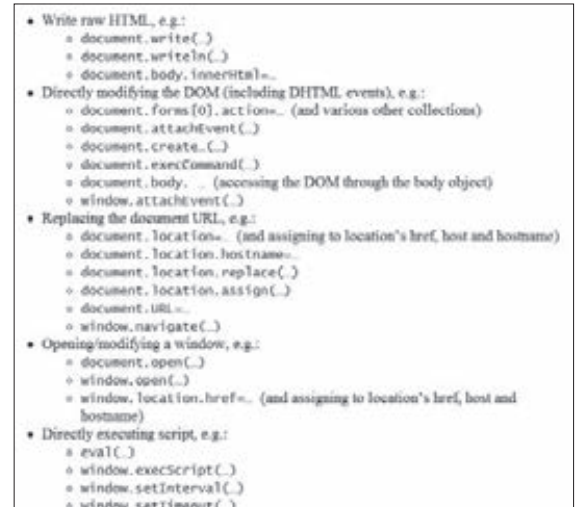 • Write raw HTML, e.g.:
o document.write(…)
o document.writeln(…)
o document.body.innerHtml=…
• Directly modifying the DOM (including DHTML events), e.g.:
o document.forms[0].action=… (and various other collections)
o document.attachEvent(…)
o document.create…(…)
o document.execCommand(…)
o document.body. … (accessing the DOM through the body object)
o window.attachEvent(…)
• Replacing the document URL, e.g.:
o document.location=… (and assigning to location's href, host and hostname)
o document.location.hostname=…
o document.location.replace(…)
o document.location.assign(…)
o document.URL=…
o window.navigate(…)
• Opening/modifying a window, e.g.:
o document.open(…)
o window.open(…)
o window.location.href=… (and assigning to location's href, host and
hostname)
• Directly executing script, e.g.:
o eval(…)
o window.execScript(…)
o window.setInterval(…)
o window.setTimeout(…)